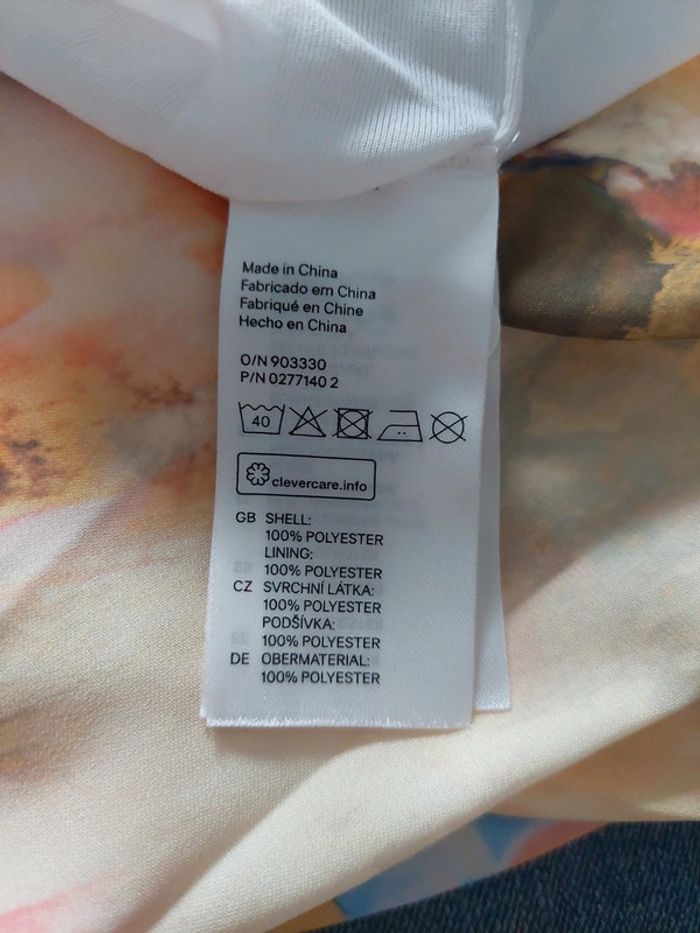 Made in China
Fabricado em China
Fabriqué en Chine
Hecho en China
O/N 903330
P/N 0277140 2
40
clevercare.info
GB SHELL:
100% POLYESTER
LINING:
100% POLYESTER
CZ SVRCHNÍ LÁTKA:
100% POLYESTER
PODŠÍVKA:
100% POLYESTER
DE OBERMATERIAL:
100% POLYESTER